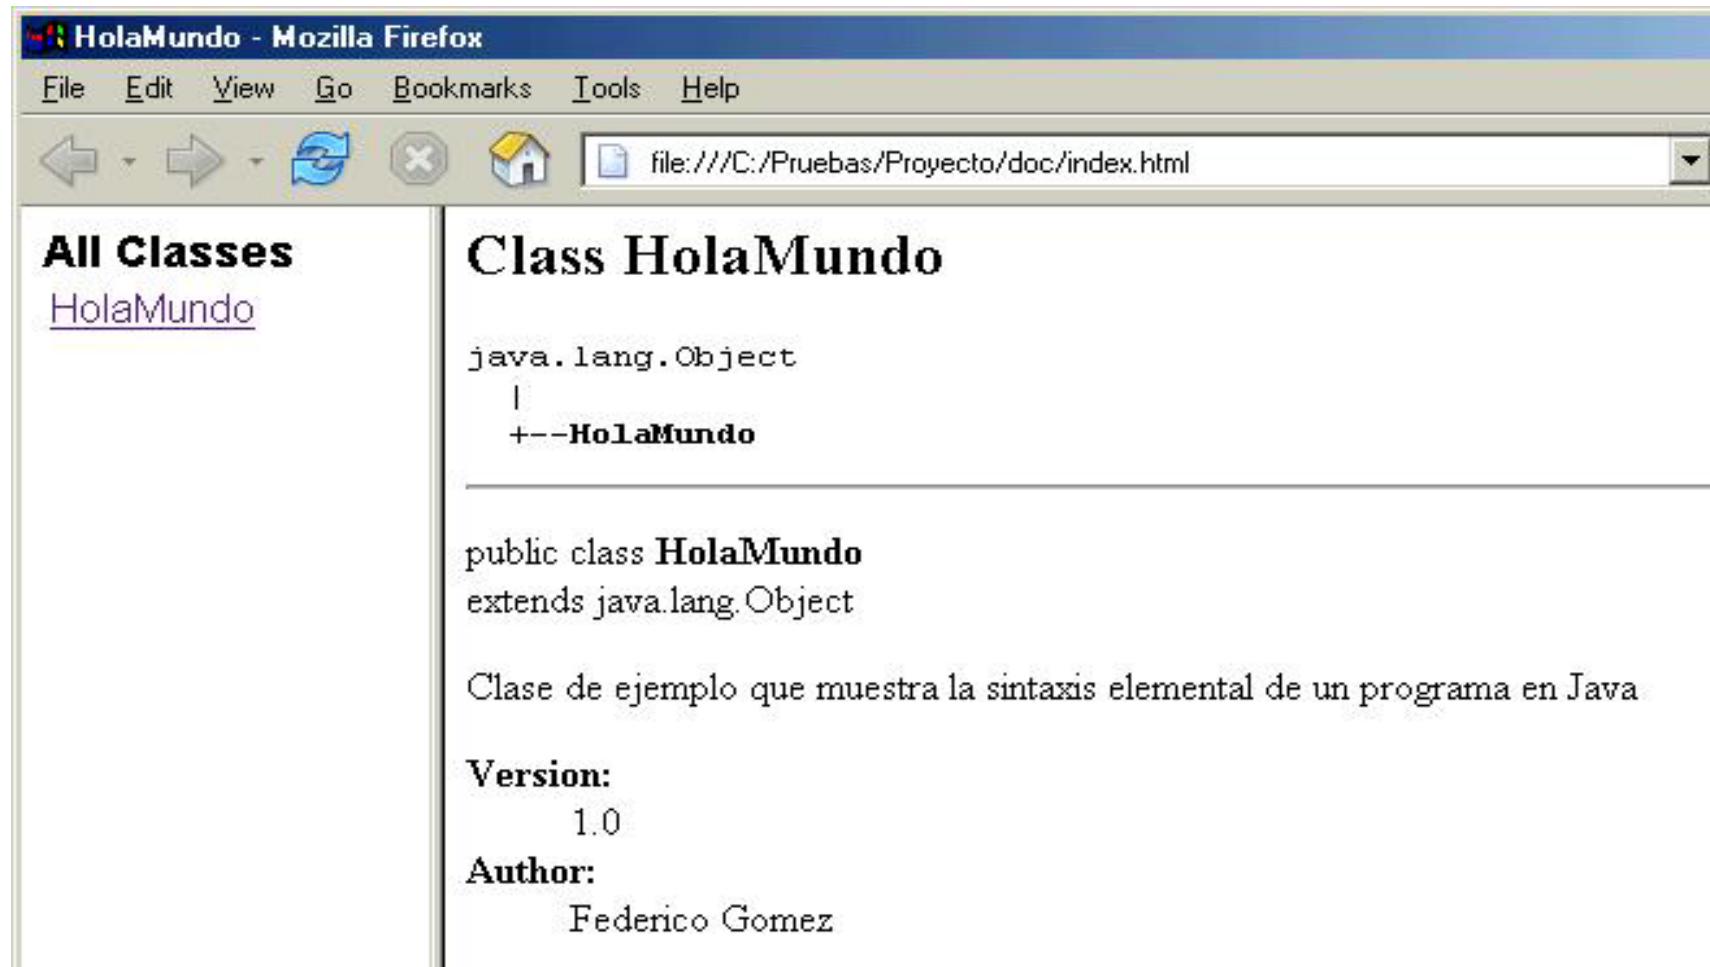 HolaMundo - Mozilla Firefox
File Edit View Go Bookmarks Tools Help
file:///C:/Pruebas/Proyecto/doc/index.html
All Classes
HolaMundo
Class HolaMundo
java.lang.Object
|
+--HolaMundo
public class HolaMundo
extends java.lang.Object
Clase de ejemplo que muestra la sintaxis elemental de un programa en Java
Version:
1.0
Author:
Federico Gomez